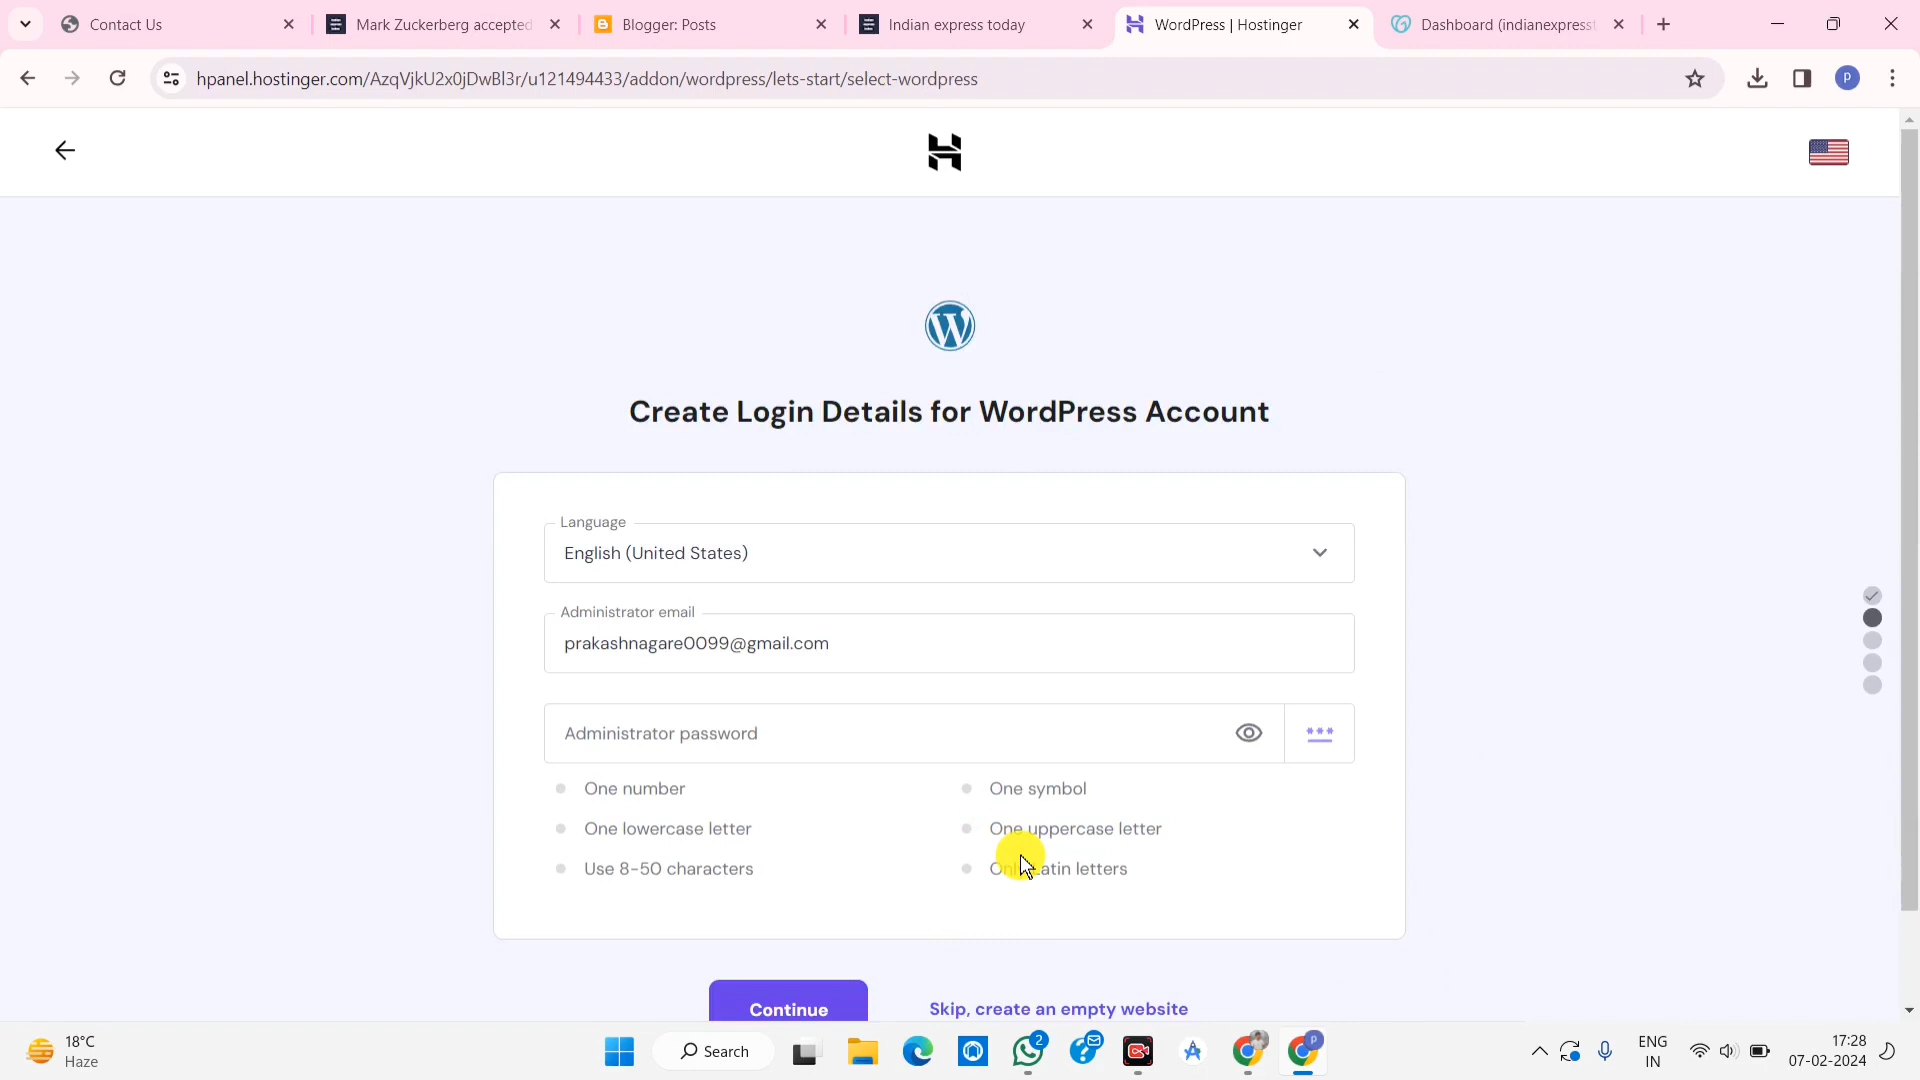 Contact Us
Mark Zuckerberg accepted
Blogger: Posts
Indian express today
WordPress | Hostinger
Dashboard (indianexpresst
hpanel.hostinger.com/AzqVjkU2x0jDwBl3r/u121494433/addon/wordpress/lets-start/select-wordpress
P
Create Login Details for WordPress Account
Language
English (United States)
Administrator email
prakashnagare0099@gmail.com
Administrator password
One number
One symbol
One lowercase letter
One uppercase letter
Use 8-50 characters
Only Latin letters
Continue
Skip, create an empty website
18°C
Haze
Search
2
P
ENG
IN
17:28
07-02-2024